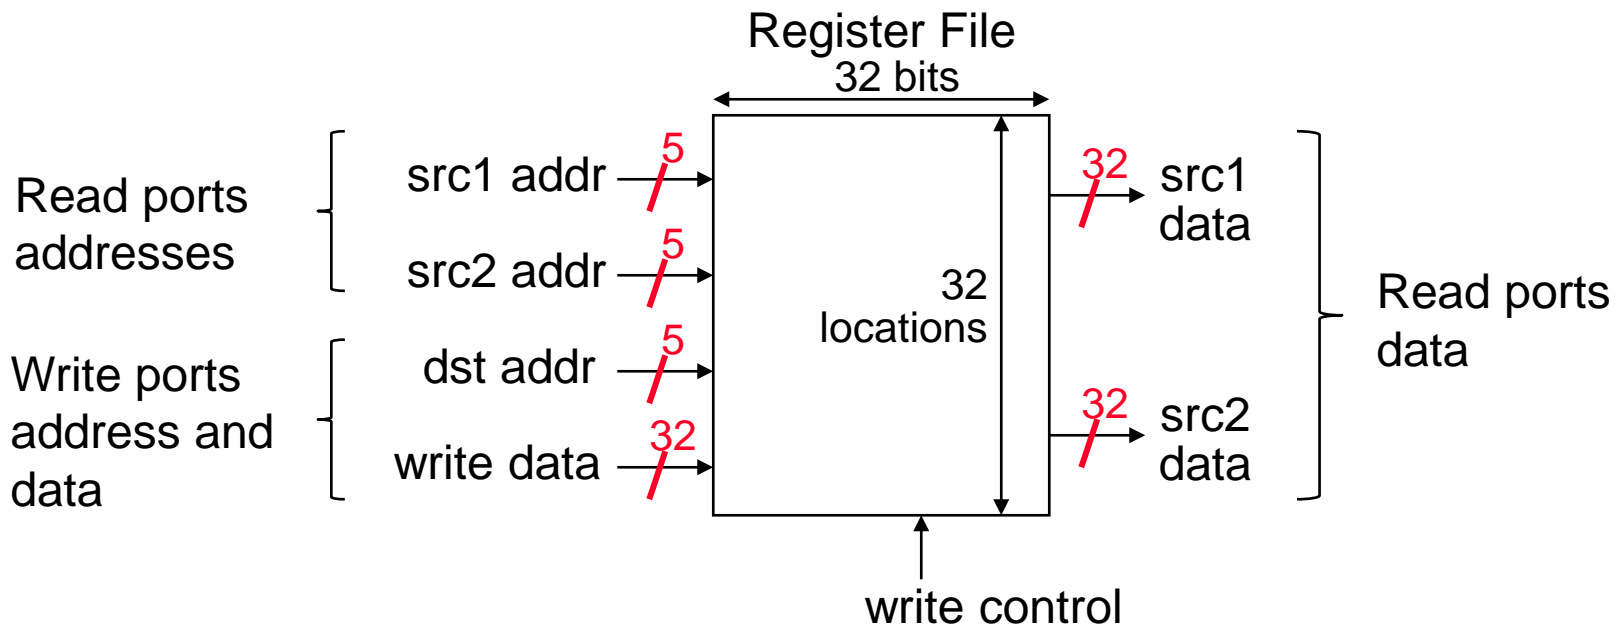 Register File
32 bits
Read ports
addresses
src1 addr
5
src2 addr
5
Write ports
address and
data
dst addr
5
write data
32
32
locations
32
src1
data
32
src2
data
Read ports
data
write control